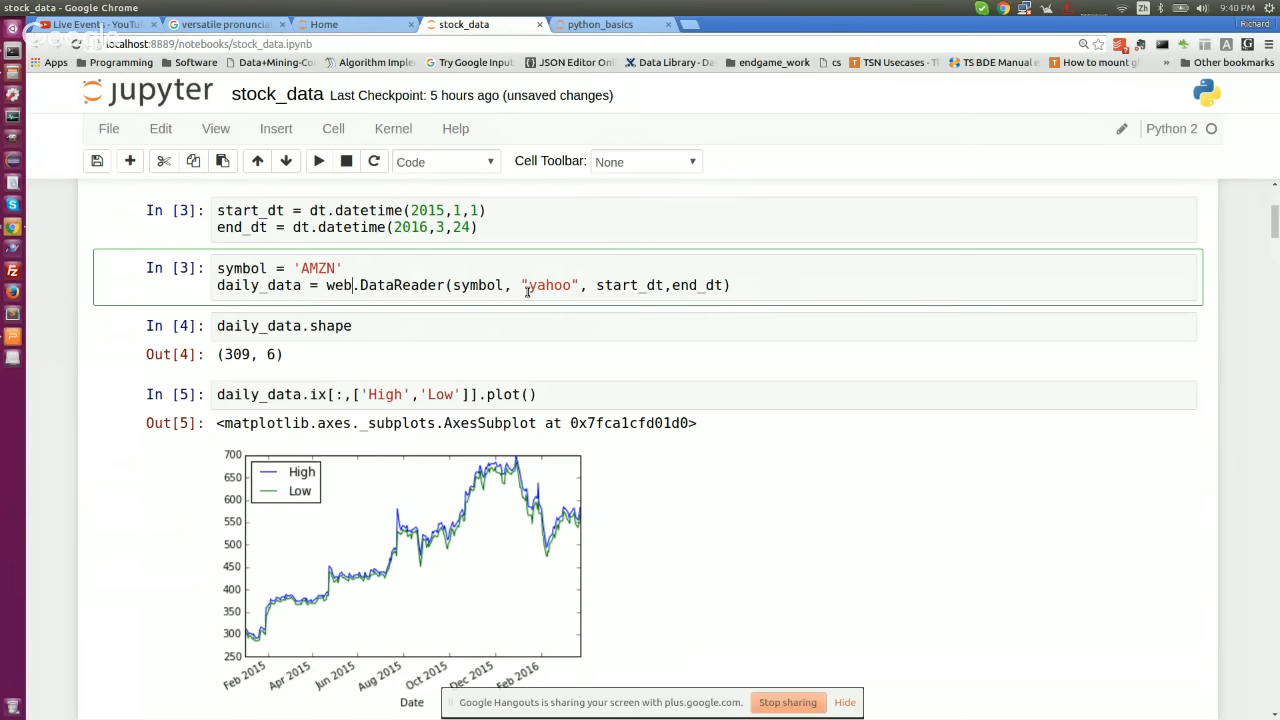 stock_data - Google Chrome
Zh
9:40 PM
Live Events - YouTu
versatile pronuncia
Home
stock_data
python_basics
Richard
Google
localhost:8889/notebooks/stock_data.ipynb
Apps
Programming
Software
Data+Mining-Co
Algorithm Imple
Try Google Input
JSON Editor Onl
Data Library - Da
endgame_work
cs
TSN Usecases - T
TS BDE Manual e
How to mount g
»
Other bookmarks
jupyter
stock_data
Last Checkpoint: 5 hours ago (unsaved changes)
File
Edit
View
Insert
Cell
Kernel
Help
Python 2
Code
Cell Toolbar:
None
In [3]: start_dt = dt.datetime(2015,1,1)
end_dt = dt.datetime(2016,3,24)
In [3]: symbol = 'AMZN'
daily_data = web.DataReader(symbol, "yahoo", start_dt,end_dt)
In [4]: daily_data.shape
Out[4]: (309, 6)
In [5]: daily_data.ix[:,['High','Low']].plot()
Out[5]: <matplotlib.axes._subplots.AxesSubplot at 0x7fca1cfd01d0>
700
650
600
550
500
450
400
350
300
250
High
Low
Feb 2015
Apr 2015
Jun 2015
Aug 2015
Oct 2015
Dec 2015
Feb 2016
Date
Google Hangouts is sharing your screen with plus.google.com.
Stop sharing
Hide